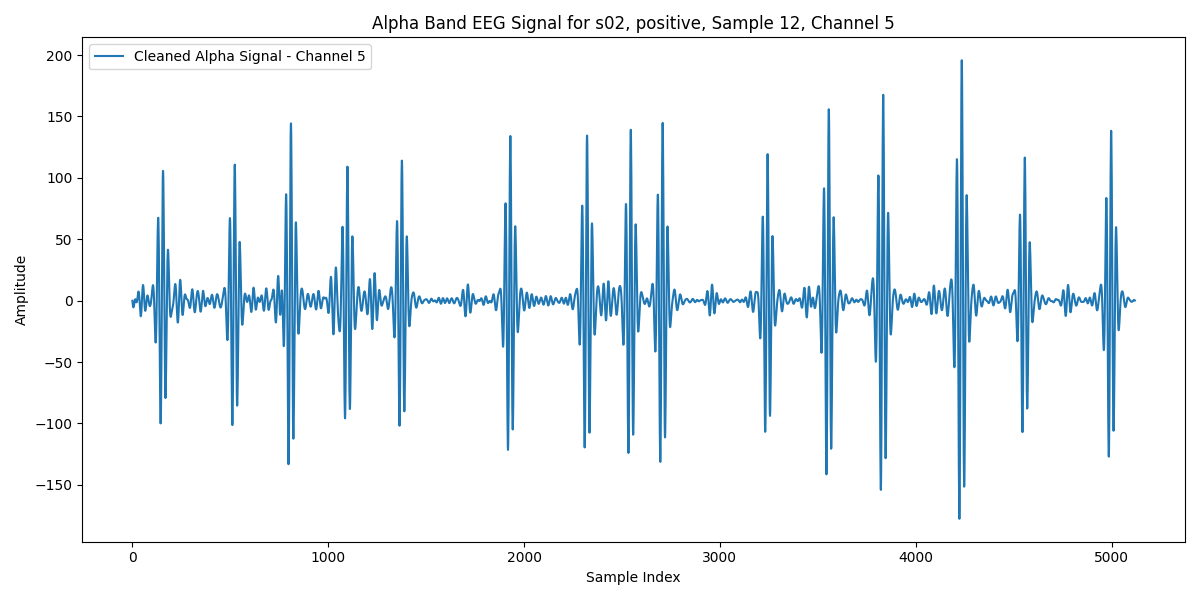 Alpha Band EEG Signal for s02, positive, Sample 12, Channel 5
Cleaned Alpha Signal - Channel 5
200
150
100
50
0
−50
−100
−150
Amplitude
0 1000 2000 3000 4000 5000
Sample Index